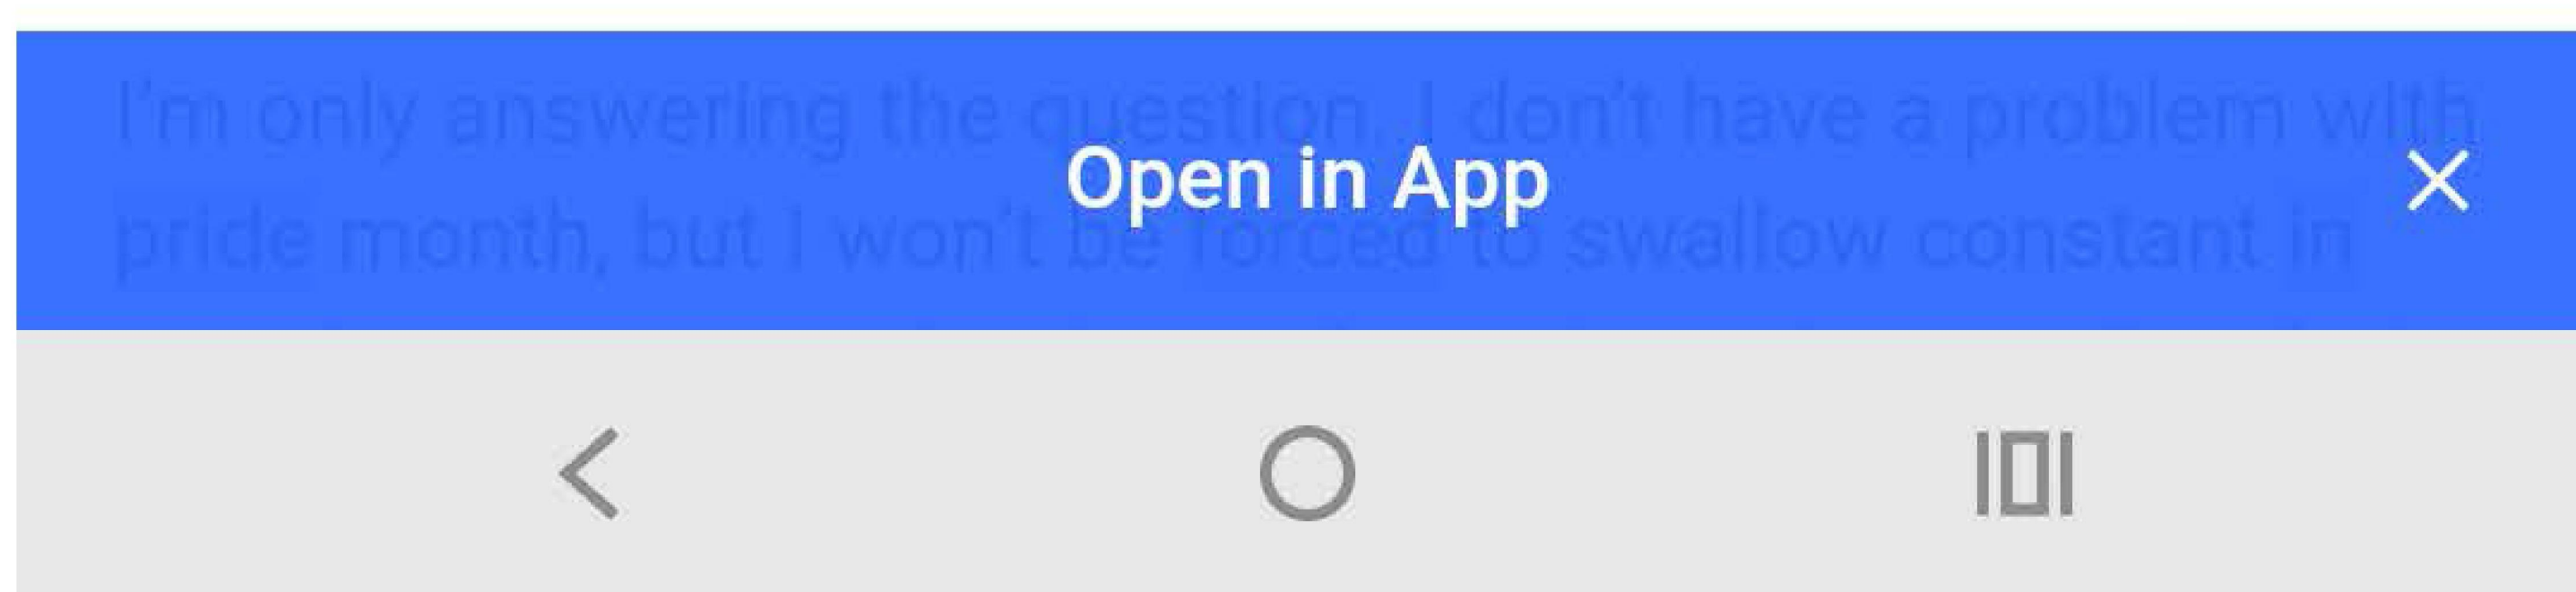 I'm only answering the question. I don't have a problem with
Open in App
pride month, but I won't be forced to swallow constant in